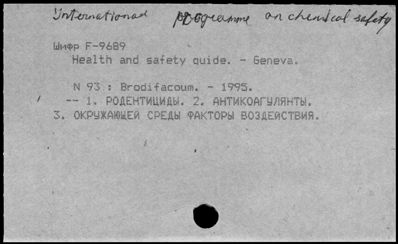 International programme on chemical safety
Шифр F-9689
Health and safety guide. - Geneva.
N 93 : Brodifacoum. - 1995.
-- 1. РОДЕНТИЦИДЫ. 2. АНТИКОАГУЛЯНТЫ.
3. ОКРУЖАЮЩЕЙ СРЕДЫ ФАКТОРЫ ВОЗДЕЙСТВИЯ.